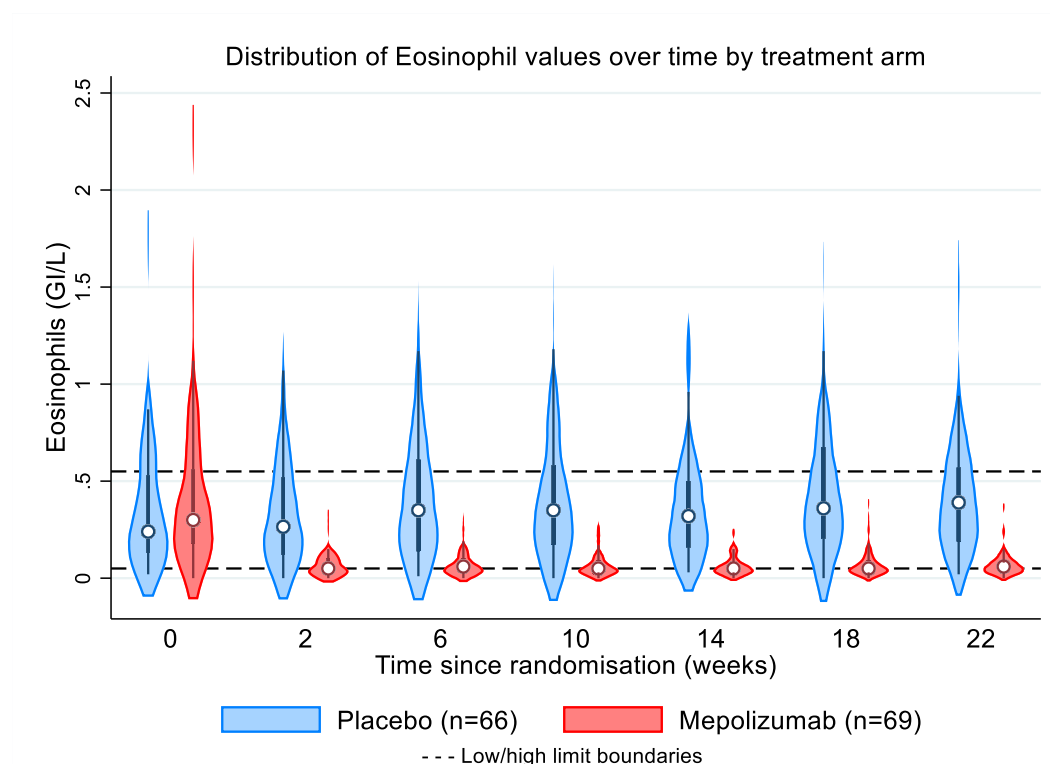 Distribution of Eosinophil values over time by treatment arm
Eosinophils (GI/L)
2.5
2
1.5
1
.5
0
0 2 6 10 14 18 22
Time since randomisation (weeks)
Placebo (n=66) Mepolizumab (n=69)
- - - Low/high limit boundaries